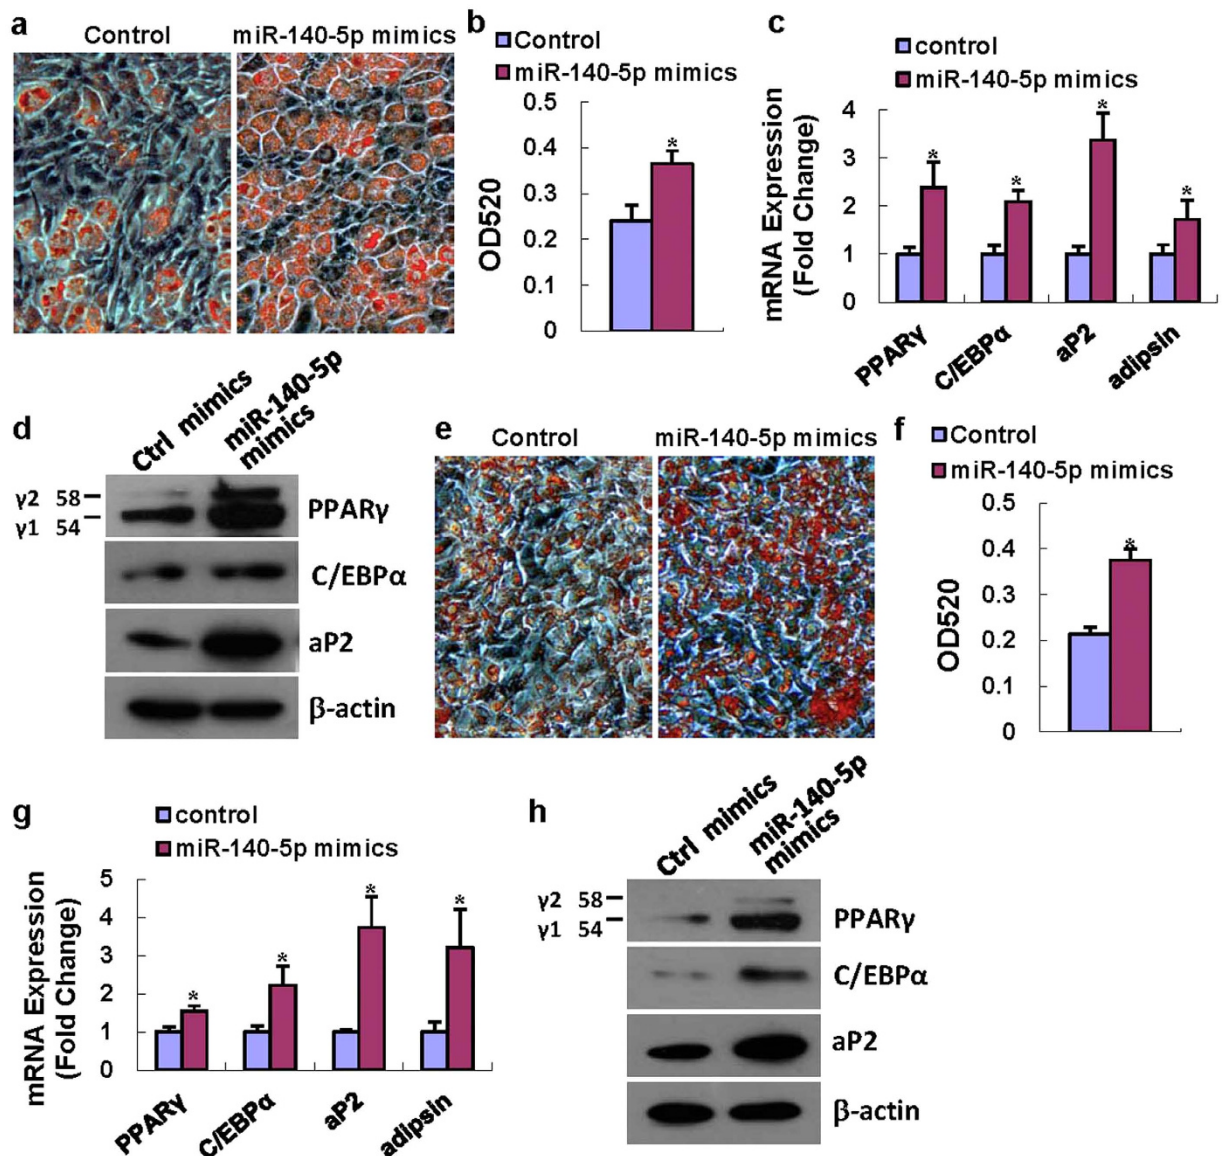 a
Control
miR-140-5p mimics
b
Control
miR-140-5p mimics
OD520
0.5
0.4
0.3
0.2
0.1
0
*
c
control
miR-140-5p mimics
mRNA Expression
(Fold Change)
4
3
2
1
0
*
*
*
*
PPARγ
C/EBPα
aP2
adipsin
d
Ctrl mimics
miR-140-5p
mimics
γ2 58
γ1 54
PPARγ
C/EBPα
aP2
β-actin
e
Control
miR-140-5p mimics
f
Control
miR-140-5p mimics
OD520
0.5
0.4
0.3
0.2
0.1
0
*
g
control
miR-140-5p mimics
mRNA Expression
(Fold Change)
5
4
3
2
1
0
*
*
*
*
PPARγ
C/EBPα
aP2
adipsin
h
Ctrl mimics
miR-140-5p
mimics
γ2 58
γ1 54
PPARγ
C/EBPα
aP2
β-actin